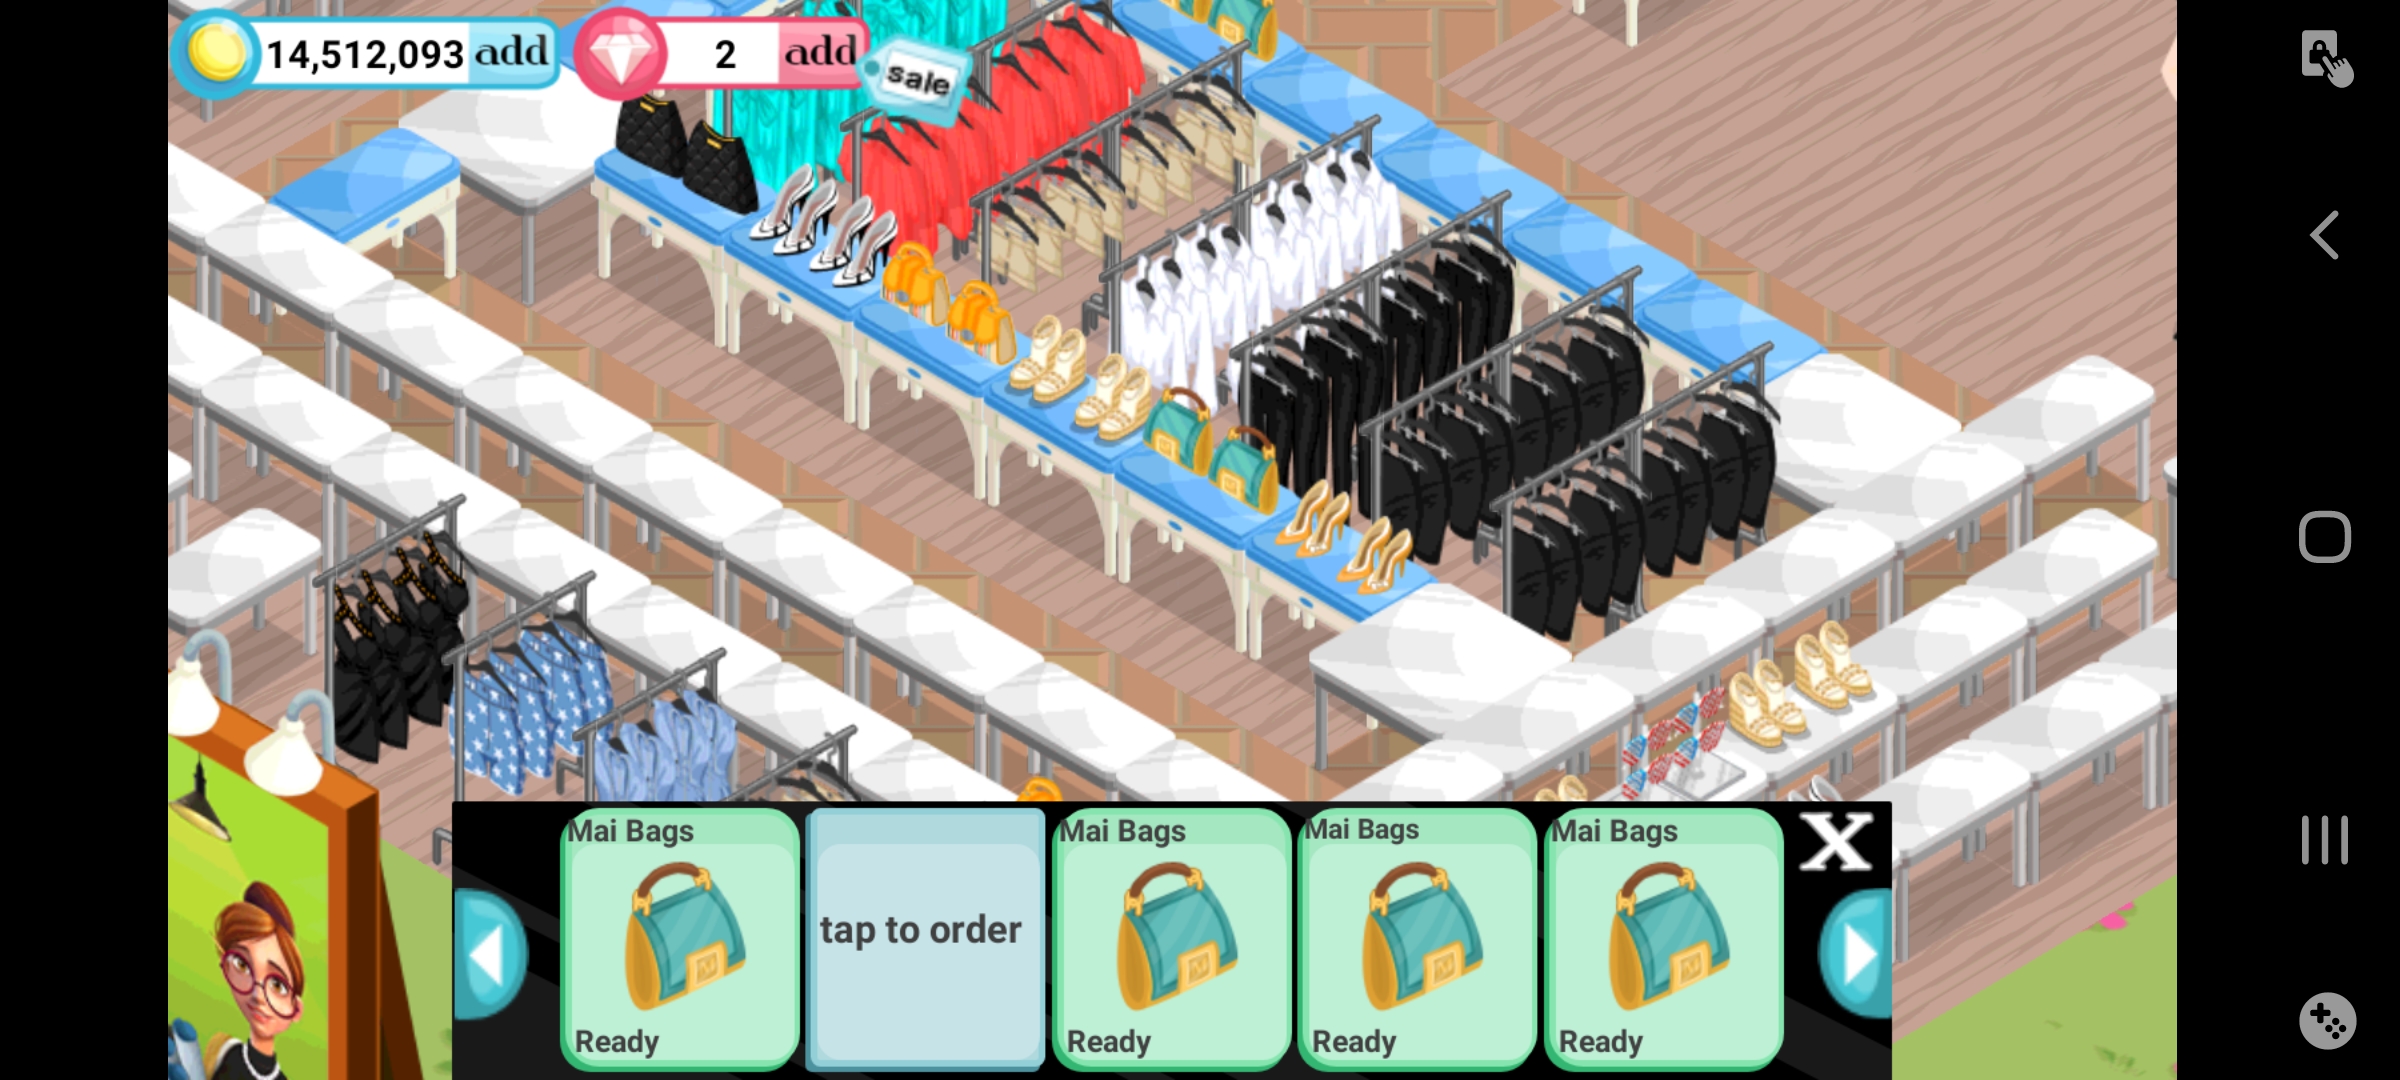 14,512,093 add
2 add
sale
Mai Bags
Ready
tap to order
Mai Bags
Ready
Mai Bags
Ready
Mai Bags
Ready
X